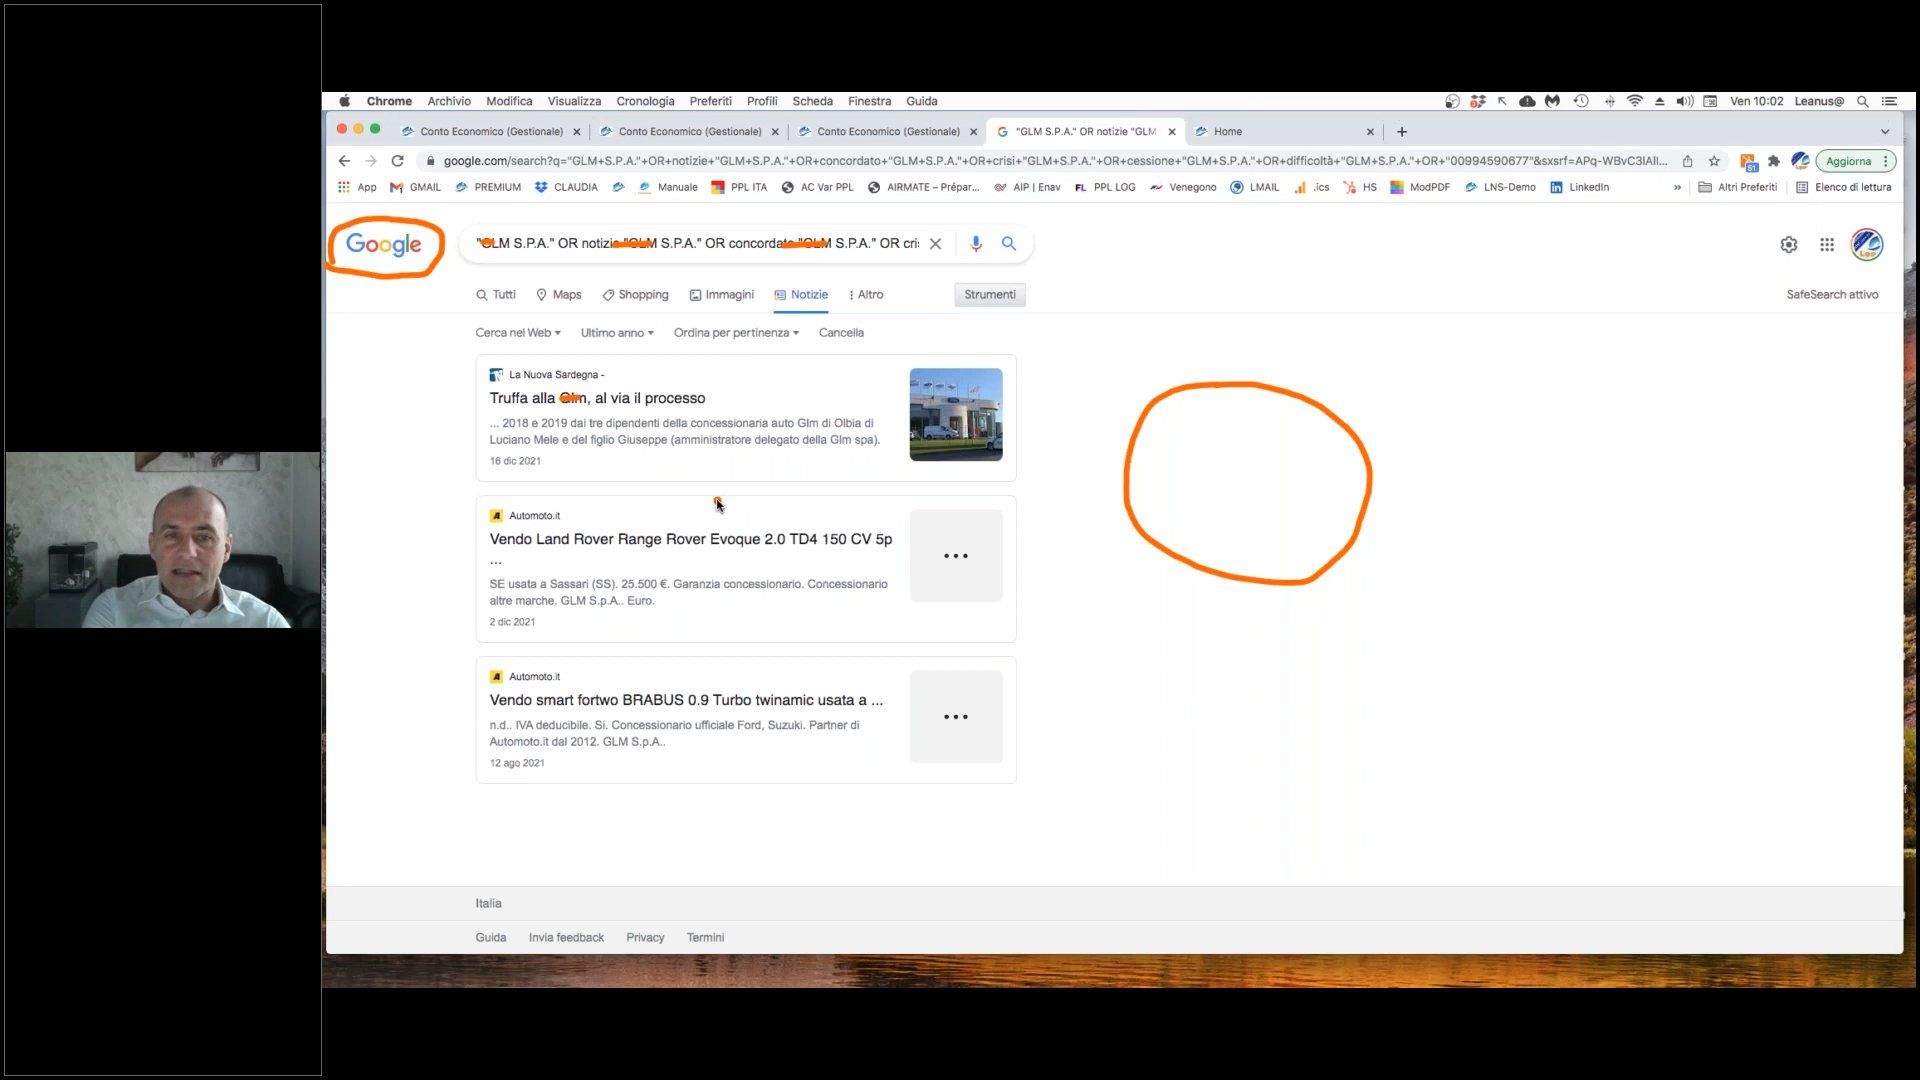 Chrome Archivio Modifica Visualizza Cronologia Preferiti Profili Scheda Finestra Guida
Ven 10:02 Leanus@
Conto Economico (Gestionale)
Conto Economico (Gestionale)
Conto Economico (Gestionale)
"GLM S.P.A." OR notizie "GLM
Home
google.com/search?q="GLM+S.P.A."+OR+notizie+"GLM+S.P.A."+OR+concordato+"GLM+S.P.A."+OR+crisi+"GLM+S.P.A."+OR+cessione+"GLM+S.P.A."+OR+difficoltà+"GLM+S.P.A."+OR+"00994590677"&sxsrf=APq-WBvC3lAlI...
Aggiorna
App GMAIL PREMIUM CLAUDIA Manuale PPL ITA AC Var PPL AIRMATE – Prépar... AIP | Enav FL PPL LOG Venegono LMAIL .ics HS ModPDF LNS-Demo LinkedIn » Altri Preferiti Elenco di lettura
Google
"GLM S.P.A." OR notizie "GLM S.P.A." OR concordato "GLM S.P.A." OR cri
Tutti Maps Shopping Immagini Notizie Altro Strumenti SafeSearch attivo
Cerca nel Web Ultimo anno Ordina per pertinenza Cancella
La Nuova Sardegna -
Truffa alla Glm, al via il processo
... 2018 e 2019 dai tre dipendenti della concessionaria auto Glm di Olbia di
Luciano Mele e del figlio Giuseppe (amministratore delegato della Glm spa).
16 dic 2021
Automoto.it
Vendo Land Rover Range Rover Evoque 2.0 TD4 150 CV 5p
...
SE usata a Sassari (SS). 25.500 €. Garanzia concessionario. Concessionario
altre marche. GLM S.p.A.. Euro.
2 dic 2021
Automoto.it
Vendo smart fortwo BRABUS 0.9 Turbo twinamic usata a ...
n.d.. IVA deducibile. Si. Concessionario ufficiale Ford, Suzuki. Partner di
Automoto.it dal 2012. GLM S.p.A..
12 ago 2021
Italia
Guida Invia feedback Privacy Termini